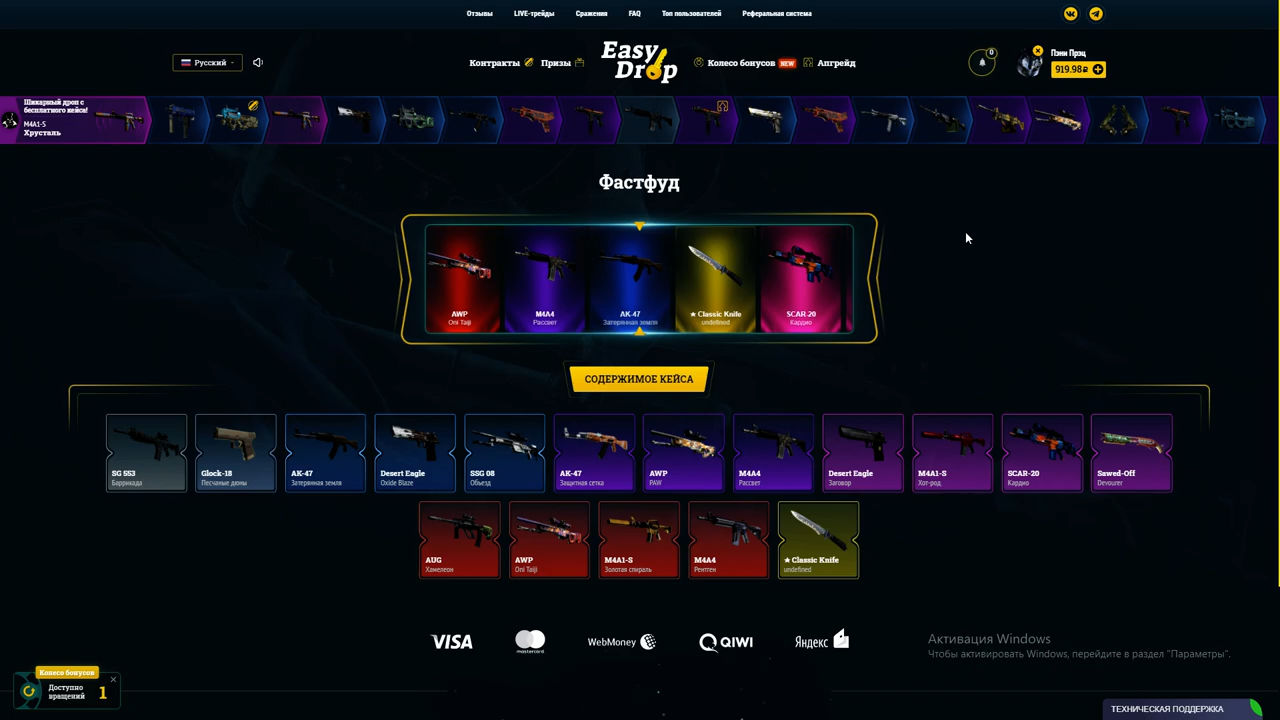 Отзывы
LIVE-трейды
Сражения
FAQ
Топ пользователей
Реферальная система
Русский
Контракты
Призы
Easy
Drop
Колесо бонусов
NEW
Апгрейд
0
Пэни Прэц
919.98₽
Шикарный дроп с
бесплатного кейса!
M4A1-S
Хрусталь
Фастфуд
AWP
Oni Taiji
M4A4
Рассвет
AK-47
Затерянная земля
★ Classic Knife
undefined
SCAR-20
Кардио
СОДЕРЖИМОЕ КЕЙСА
SG 553
Баррикада
Glock-18
Песчаные дюны
AK-47
Затерянная земля
Desert Eagle
Oxide Blaze
SSG 08
Объезд
AK-47
Защитная сетка
AWP
PAW
M4A4
Рассвет
Desert Eagle
Заговор
M4A1-S
Хот-род
SCAR-20
Кардио
Sawed-Off
Devourer
AUG
Хамелеон
AWP
Oni Taiji
M4A1-S
Золотая спираль
M4A4
Рентген
★ Classic Knife
undefined
VISA
mastercard
WebMoney
QIWI
Яндекс
Активация Windows
Чтобы активировать Windows, перейдите в раздел "Параметры".
Колесо бонусов
Доступно
вращений
1
ТЕХНИЧЕСКАЯ ПОДДЕРЖКА